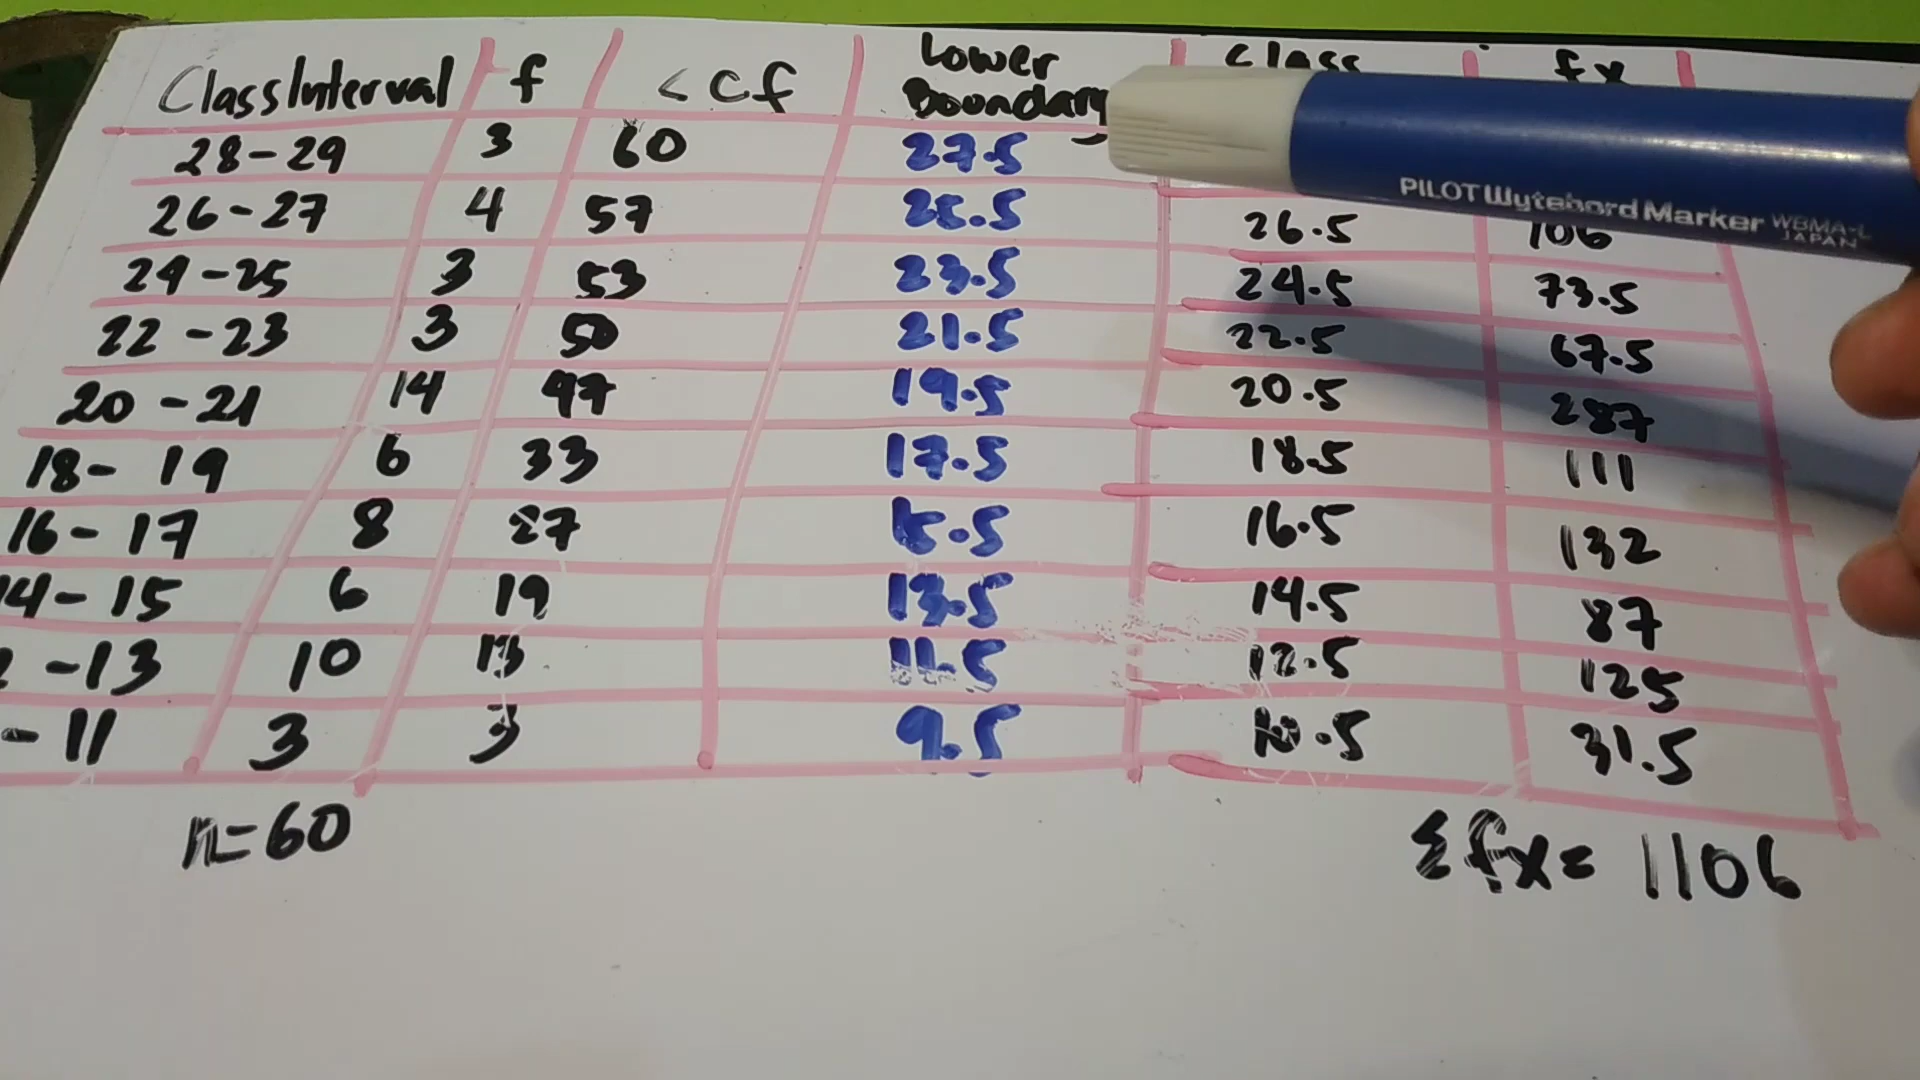 Class Interval f < cf Lower Boundary Class fx
28-29 3 60 27.5
26-27 4 57 25.5 26.5 106
24-25 3 53 23.5 24.5 73.5
22-23 3 50 21.5 22.5 67.5
20-21 14 47 19.5 20.5 287
18-19 6 33 17.5 18.5 111
16-17 8 27 15.5 16.5 132
14-15 6 19 13.5 14.5 87
-13 10 13 11.5 12.5 125
-11 3 3 9.5 10.5 31.5
n=60
Σfx= 1106
PILOT Wytebord Marker WBMA-L
JAPAN